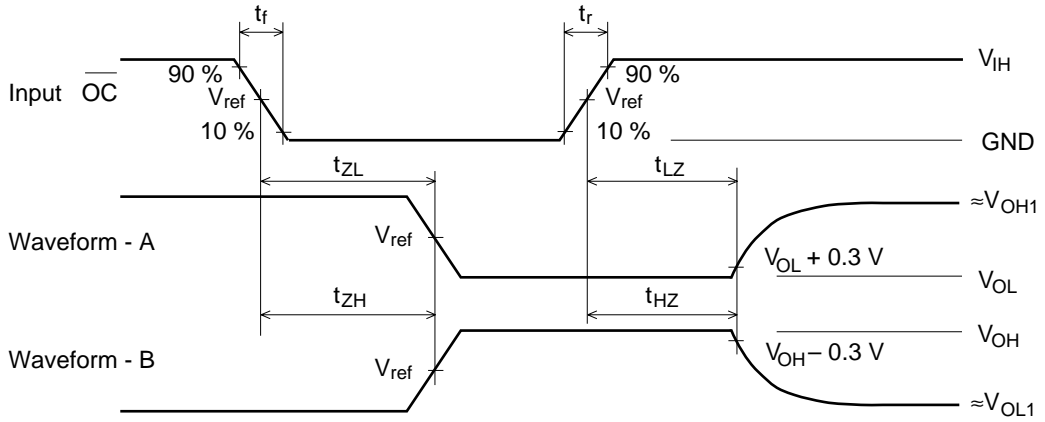 tf
tr
90 %
90 %
VIH
Input OC
Vref
Vref
10 %
10 %
GND
tZL
tLZ
≈VOH1
Waveform - A
Vref
VOL + 0.3 V
VOL
tZH
tHZ
VOH
Waveform - B
Vref
VOH – 0.3 V
≈VOL1